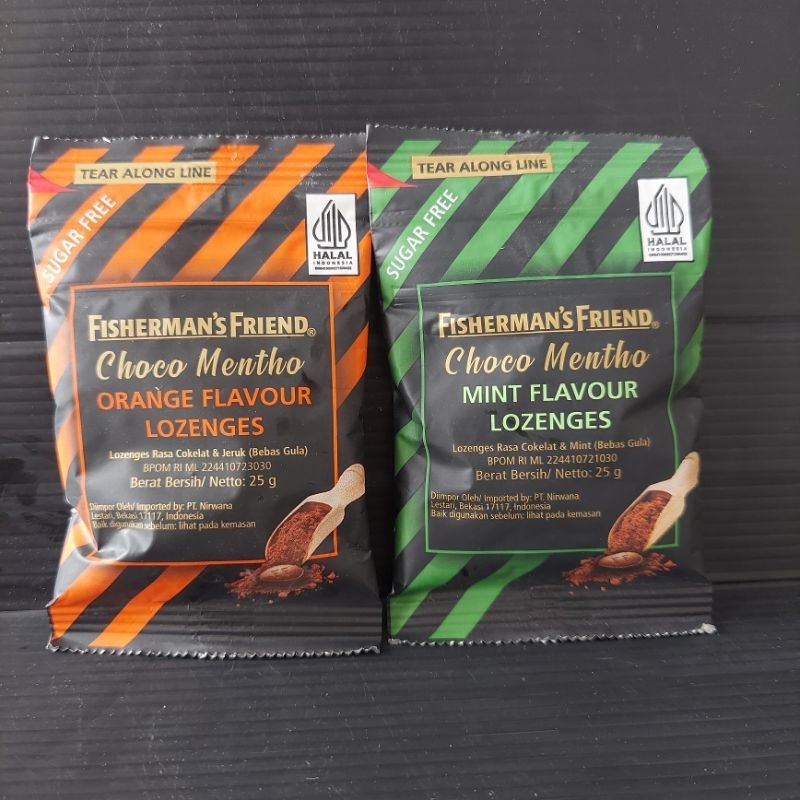 TEAR ALONG LINE
SUGAR FREE
HALAL
INDONESIA
FISHERMAN'S FRIEND®
Choco Mentho
ORANGE FLAVOUR
LOZENGES
Lozenges Rasa Cokelat & Jeruk (Bebas Gula)
BPOM RI ML 224410723030
Berat Bersih/ Netto: 25 g
Diimpor Oleh/ Imported by: PT. Nirwana
Lestari, Bekasi 17117, Indonesia
Baik digunakan sebelum: lihat pada kemasan
TEAR ALONG LINE
SUGAR FREE
HALAL
INDONESIA
FISHERMAN'S FRIEND®
Choco Mentho
MINT FLAVOUR
LOZENGES
Lozenges Rasa Cokelat & Mint (Bebas Gula)
BPOM RI ML 224410721030
Berat Bersih/ Netto: 25 g
Diimpor Oleh/ Imported by: PT. Nirwana
Lestari, Bekasi 17117, Indonesia
Baik digunakan sebelum: lihat pada kemasan